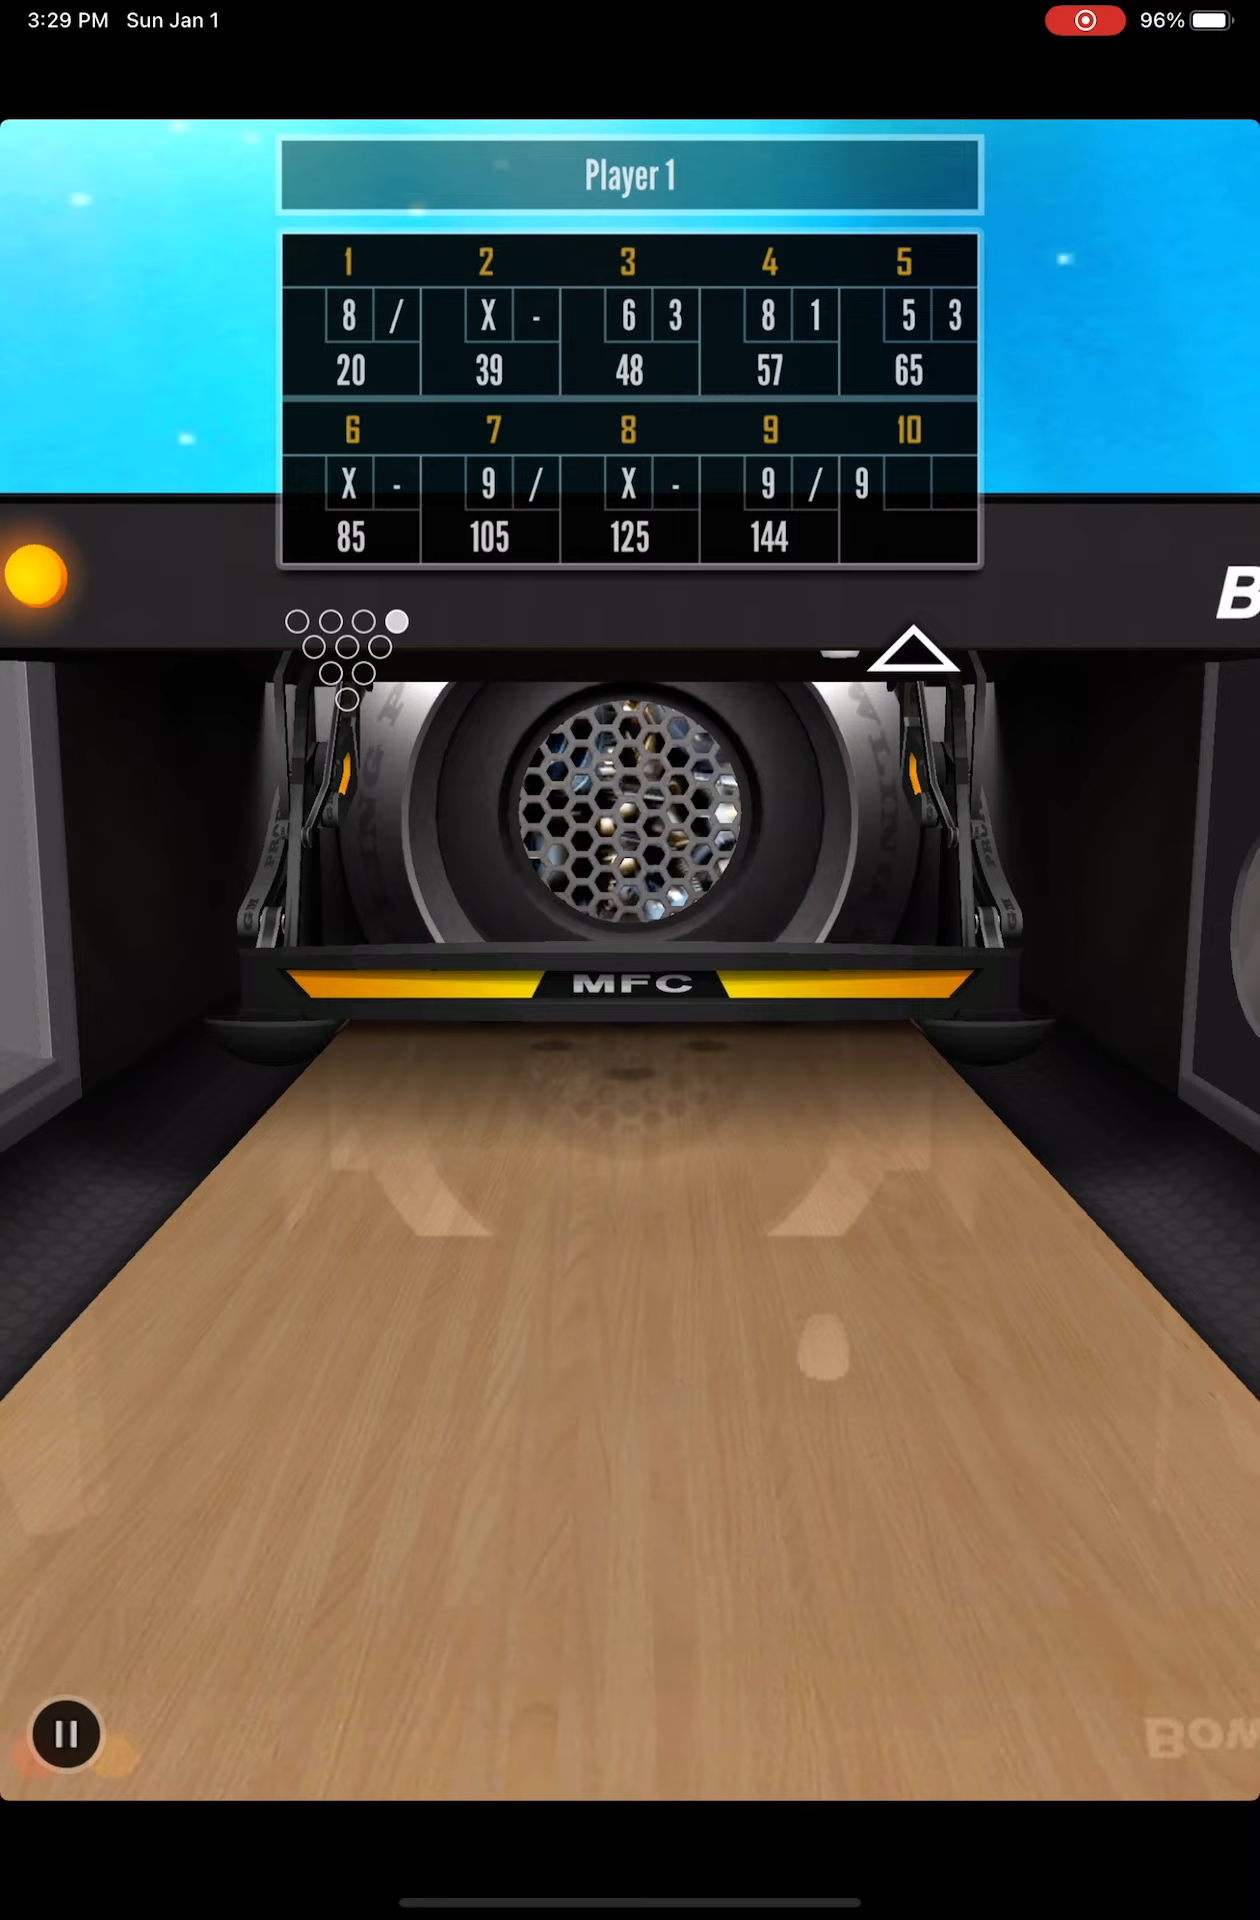 3:29 PM Sun Jan 1 96%
Player 1
1 2 3 4 5
8 / X - 6 3 8 1 5 3
20 39 48 57 65
6 7 8 9 10
X - 9 / X - 9 / 9
85 105 125 144
B
MFC
BOW